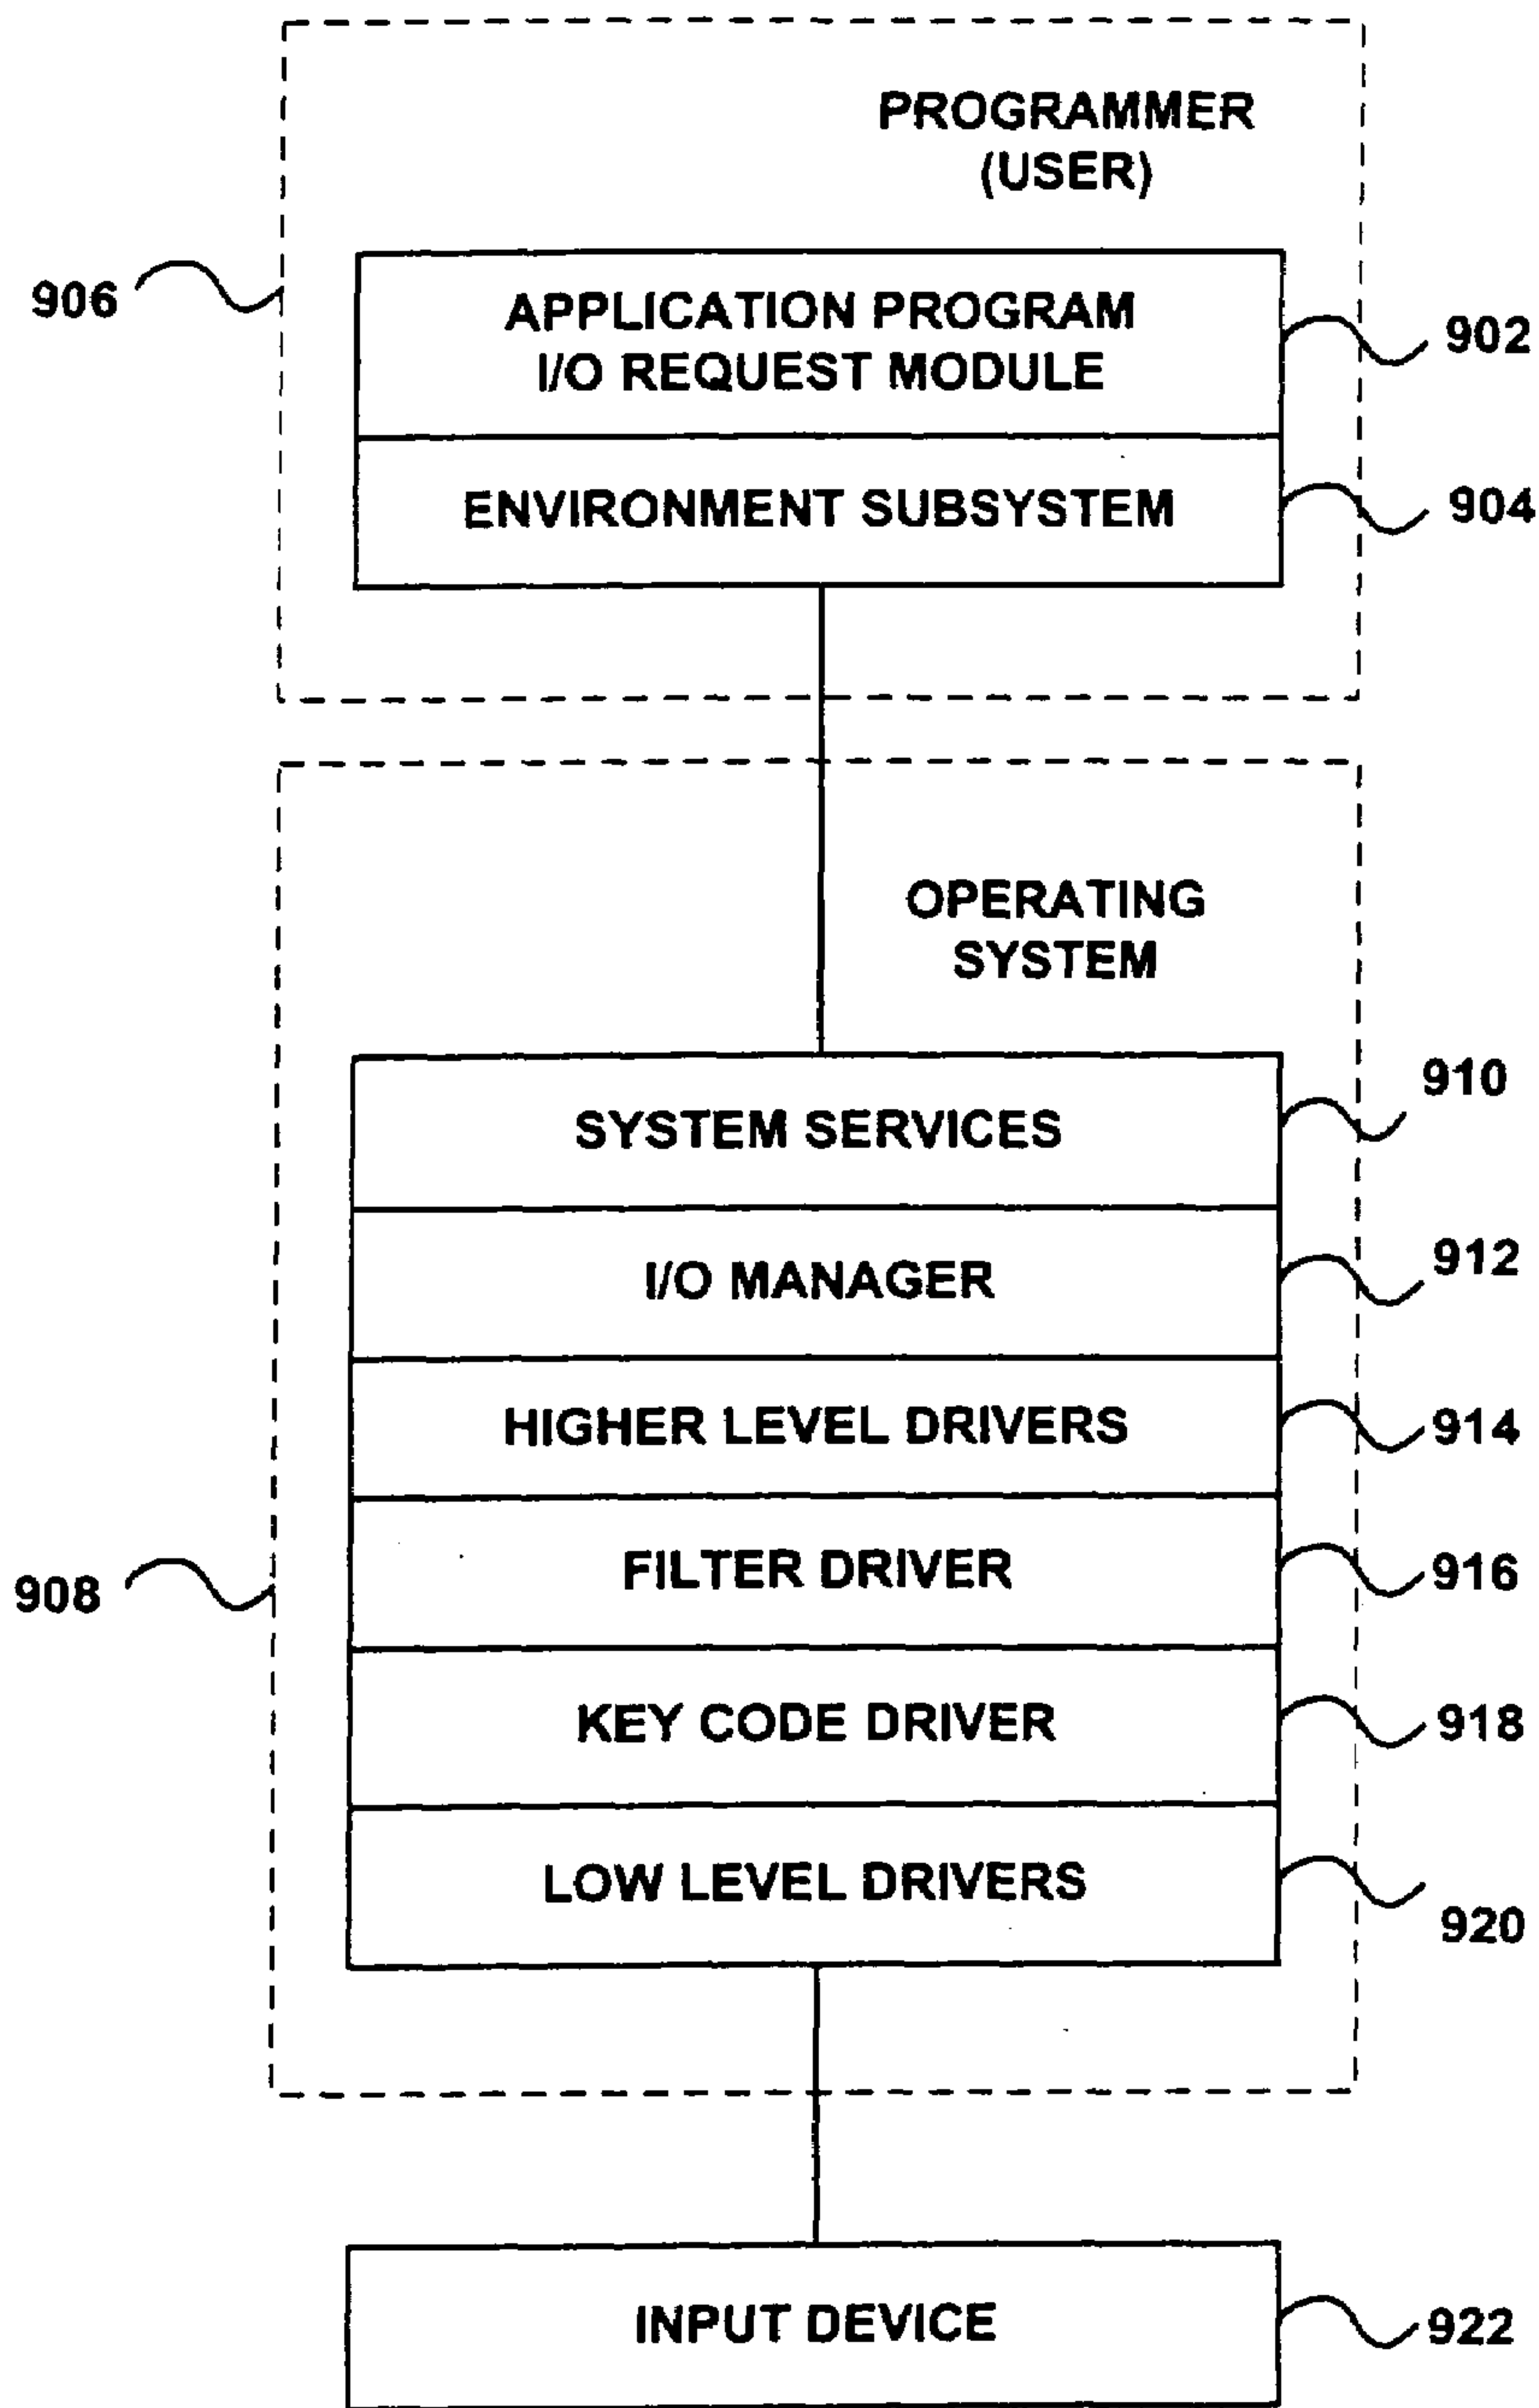 PROGRAMMER
(USER)
906
APPLICATION PROGRAM
I/O REQUEST MODULE
902
ENVIRONMENT SUBSYSTEM
904
OPERATING
SYSTEM
SYSTEM SERVICES
910
I/O MANAGER
912
HIGHER LEVEL DRIVERS
914
FILTER DRIVER
916
908
KEY CODE DRIVER
918
LOW LEVEL DRIVERS
920
INPUT DEVICE
922